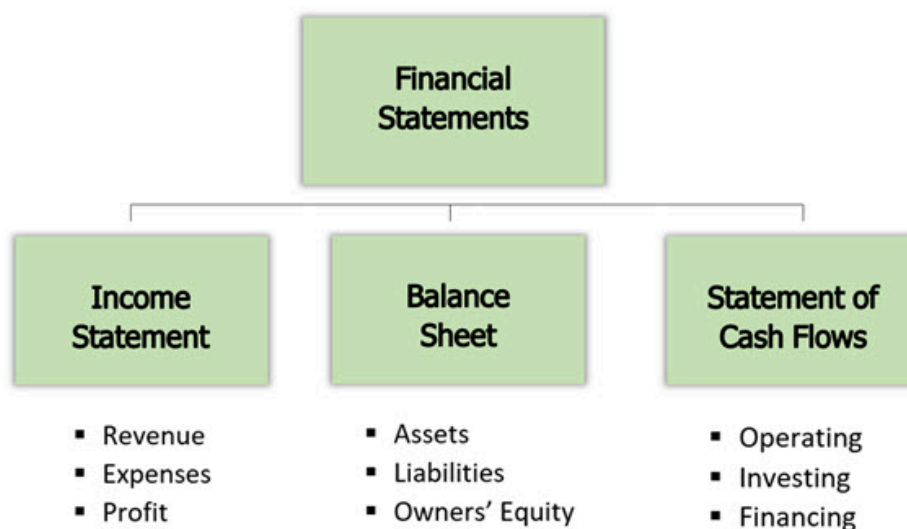 Financial
Statements
Income
Statement
Balance
Sheet
Statement of
Cash Flows
▪ Revenue
▪ Expenses
▪ Profit
▪ Assets
▪ Liabilities
▪ Owners’ Equity
▪ Operating
▪ Investing
▪ Financing